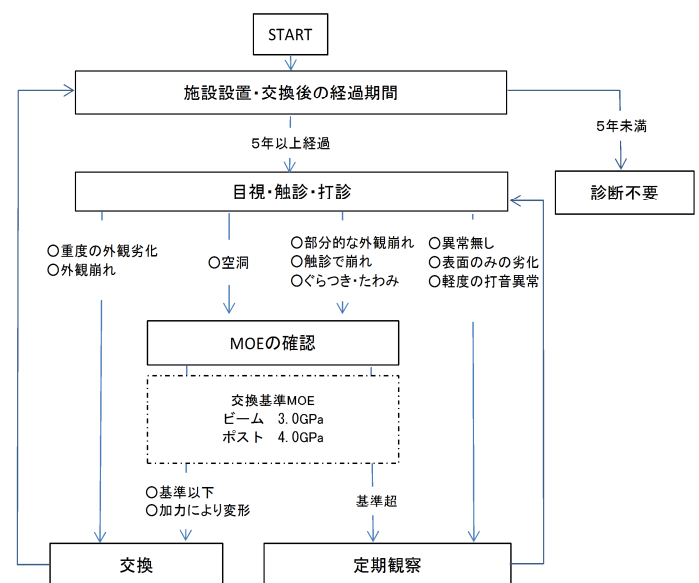 START
施設設置・交換後の経過期間
5年以上経過
5年未満
目視・触診・打診
診断不要
○重度の外観劣化
○外観崩れ
○空洞
○部分的な外観崩れ
○触診で崩れ
○ぐらつき・たわみ
○異常無し
○表面のみの劣化
○軽度の打音異常
MOEの確認
交換基準MOE
ビーム 3.0GPa
ポスト 4.0GPa
○基準以下
○加力により変形
基準超
交換
定期観察